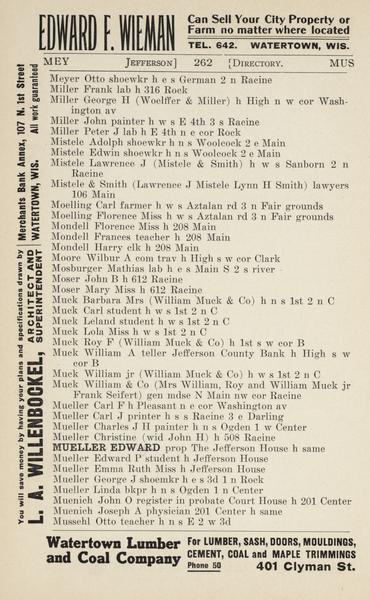 EDWARD F. WIEMAN
Can Sell Your City Property or
Farm no matter where located
TEL. 642. WATERTOWN, WIS.
MEY JEFFERSON] 262 [DIRECTORY. MUS
Meyer Otto shoewkr h e s German 2 n Racine
Miller Frank lab h 316 Rock
Miller George H (Woelffer & Miller) h High n w cor Wash-
ington av
Miller John painter h w s E 4th 3 s Racine
Miller Peter J lab h E 4th n e cor Rock
Mistele Adolph shoewkr h n s Woolcock 2 e Main
Mistele Edwin shoewkr h n s Woolcock 2 e Main
Mistele Lawrence J (Mistele & Smith) h w s Sanborn 2 n
Racine
Mistele & Smith (Lawrence J Mistele Lynn H Smith) lawyers
106 Main
Moelling Carl farmer h w s Aztalan rd 3 n Fair grounds
Moelling Florence Miss h w s Aztalan rd 3 n Fair grounds
Mondell Florence Miss h 208 Main
Mondell Frances teacher h 208 Main
Mondell Harry clk h 208 Main
Moore Wilbur A com trav h High s w cor Clark
Mosburger Mathias lab h e s Main S 2 s river
Moser John B h 612 Racine
Moser Mary Miss h 612 Racine
Muck Barbara Mrs (William Muck & Co) h n s 1st 2 n C
Muck Carl student h w s 1st 2 n C
Muck Leland student h w s 1st 2 n C
Muck Lola Miss h w s 1st 2 n C
Muck Roy F (William Muck & Co) h 1st s w cor B
Muck William A teller Jefferson County Bank h High s w
cor B
Muck William jr (William Muck & Co) h w s 1st 2 n C
Muck William & Co (Mrs William, Roy and William Muck jr
Frank Seifert) gen mdse N Main nw cor Racine
Mueller Carl F h Pleasant n e cor Washington av
Mueller Carl J printer h s s Racine 3 e Darling
Mueller Charles J H painter h n s Ogden 1 w Center
Mueller Christine (wid John H) h 508 Racine
MUELLER EDWARD prop The Jefferson House h same
Mueller Edward P student h Jefferson House
Mueller Emma Ruth Miss h Jefferson House
Mueller George J shoemkr h e s 3d 1 n Rock
Mueller Linda bkpr h n s Ogden 1 n Center
Muenich John O register in probate Court House h 201 Center
Muenich Joseph A physician 201 Center h same
Mussehl Otto teacher h n s E 2 w 3d
You will save money by having your plans and specifications drawn by
L. A. WILLENBOCKEL, ARCHITECT AND
SUPERINTENDENT
Merchants Bank Annex, 107 N. 1st Street
WATERTOWN, WIS. All work guaranteed
Watertown Lumber
and Coal Company
For LUMBER, SASH, DOORS, MOULDINGS,
CEMENT, COAL and MAPLE TRIMMINGS
Phone 50 401 Clyman St.